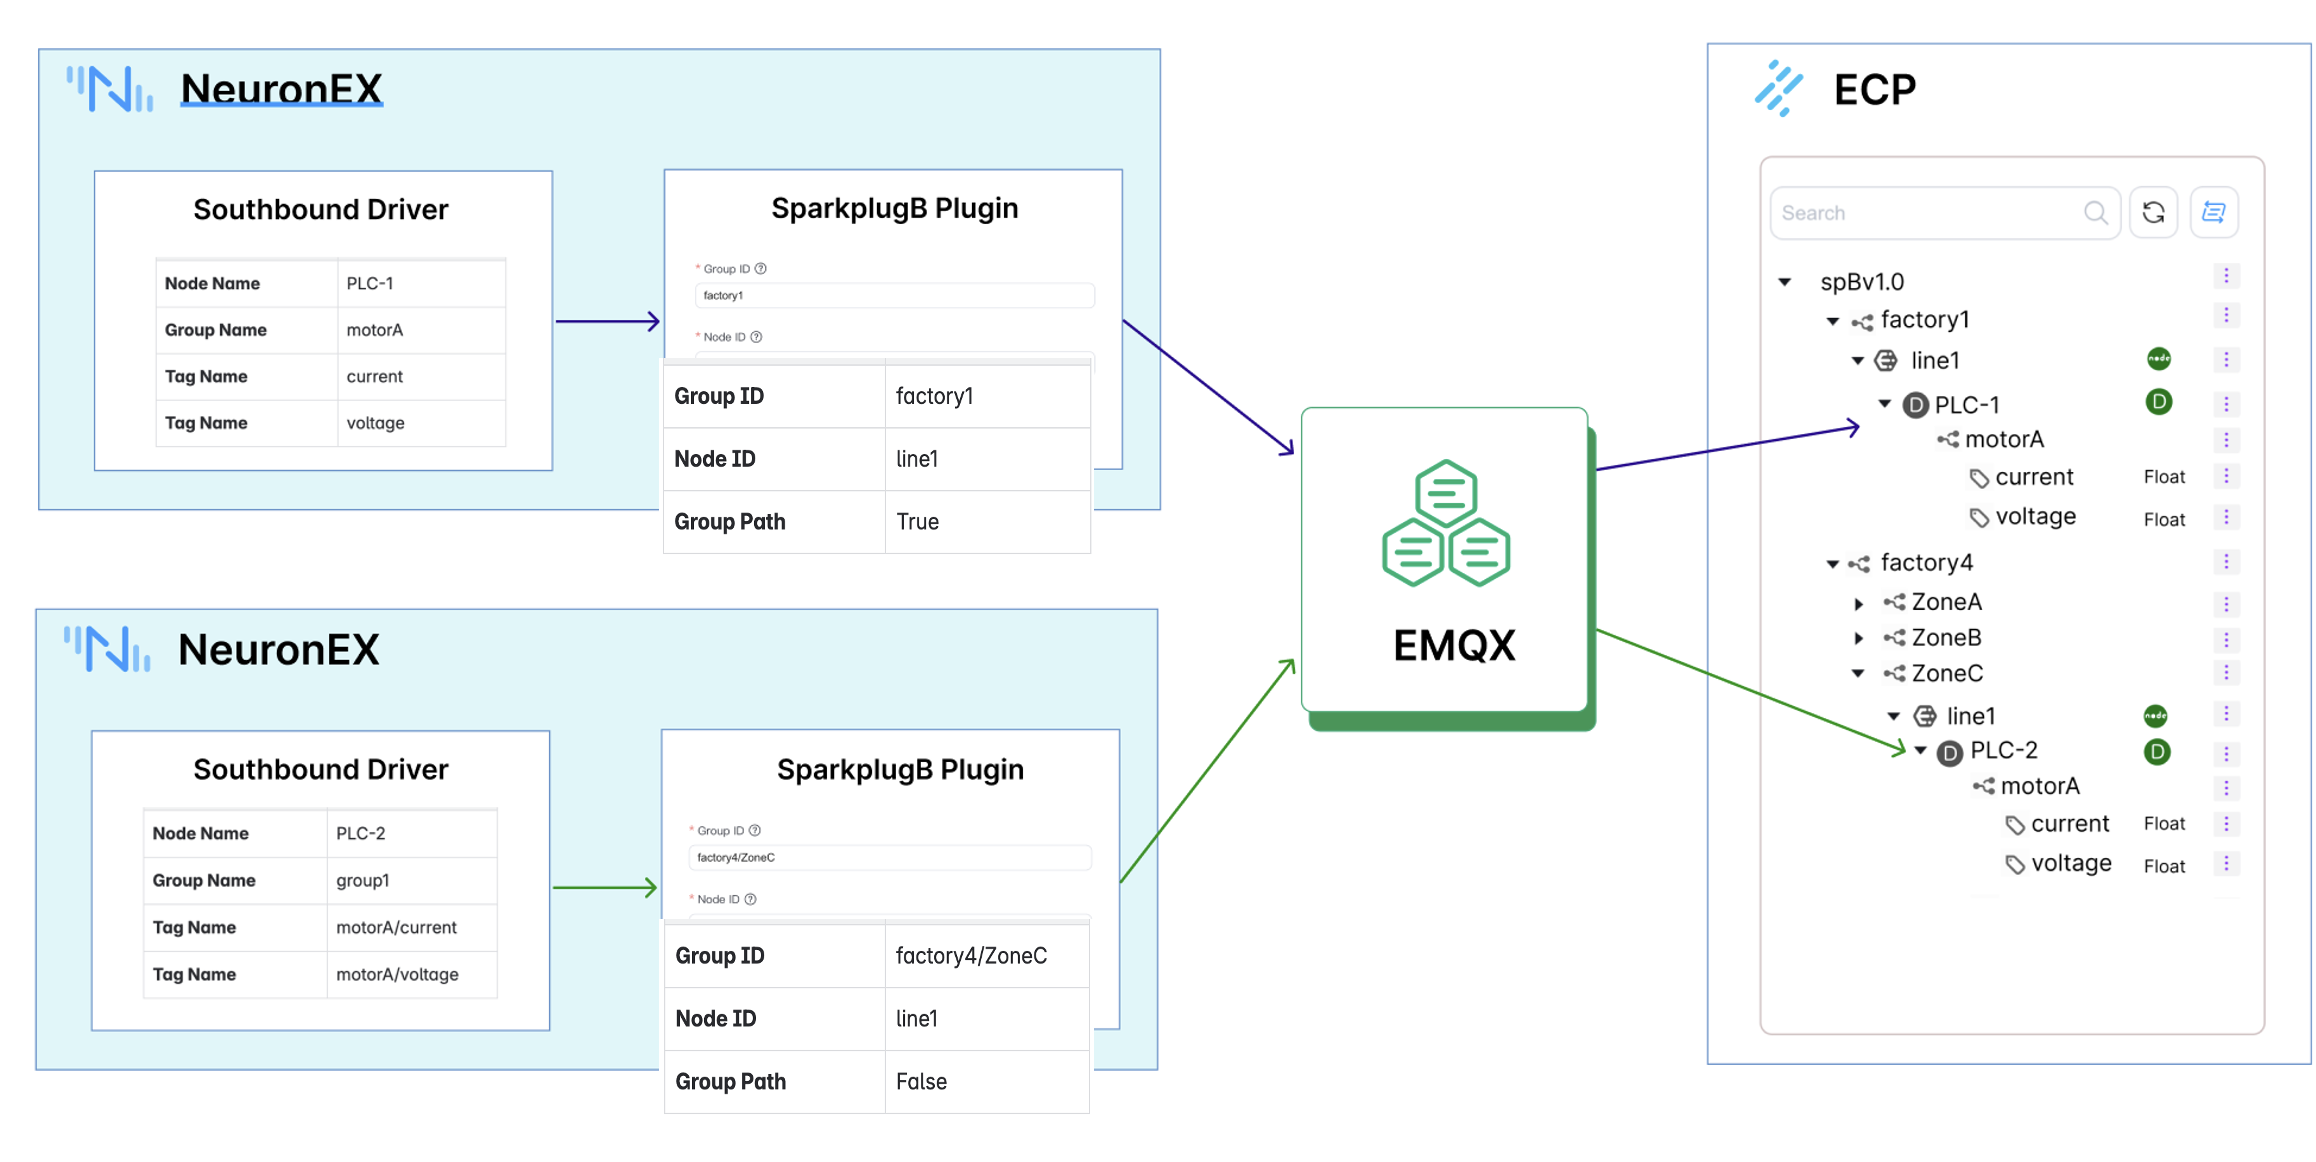 NeuronEX
Southbound Driver
Node Name PLC-1
Group Name motorA
Tag Name current
Tag Name voltage
SparkplugB Plugin
* Group ID ?
factory1
* Node ID ?
Group ID factory1
Node ID line1
Group Path True
NeuronEX
Southbound Driver
Node Name PLC-2
Group Name group1
Tag Name motorA/current
Tag Name motorA/voltage
SparkplugB Plugin
* Group ID ?
factory4/ZoneC
* Node ID ?
Group ID factory4/ZoneC
Node ID line1
Group Path False
EMQX
ECP
Search
spBv1.0
factory1
line1 node
D PLC-1 D
motorA
current Float
voltage Float
factory4
ZoneA
ZoneB
ZoneC
line1 node
D PLC-2 D
motorA
current Float
voltage Float